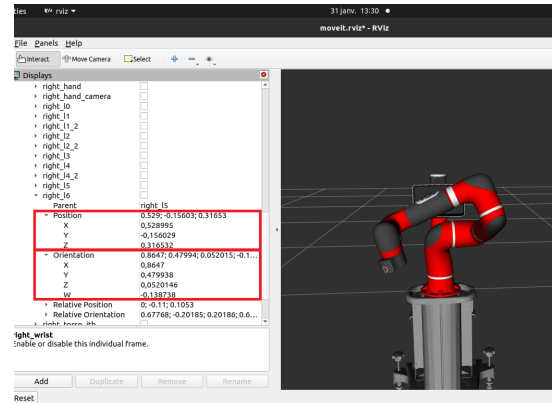 ties rviz 31 janv. 13:30
moveit.rviz* - RViz
File Panels Help
Interact Move Camera Select
Displays
right_hand
right_hand_camera
right_l0
right_l1
right_l1_2
right_l2
right_l2_2
right_l3
right_l4
right_l4_2
right_l5
right_l6
Parent right_l5
Position 0.529; -0.15603; 0.31653
X 0,528995
Y -0,156029
Z 0,316532
Orientation 0.8647; 0.47994; 0.052015; -0.1...
X 0,8647
Y 0,479938
Z 0,0520146
W -0,138738
Relative Position 0; -0.11; 0.1053
Relative Orientation 0.67768; -0.20185; 0.20186; 0.6...
right_torso_itb
right_wrist
Enable or disable this individual frame.
Add Duplicate Remove Rename
Reset